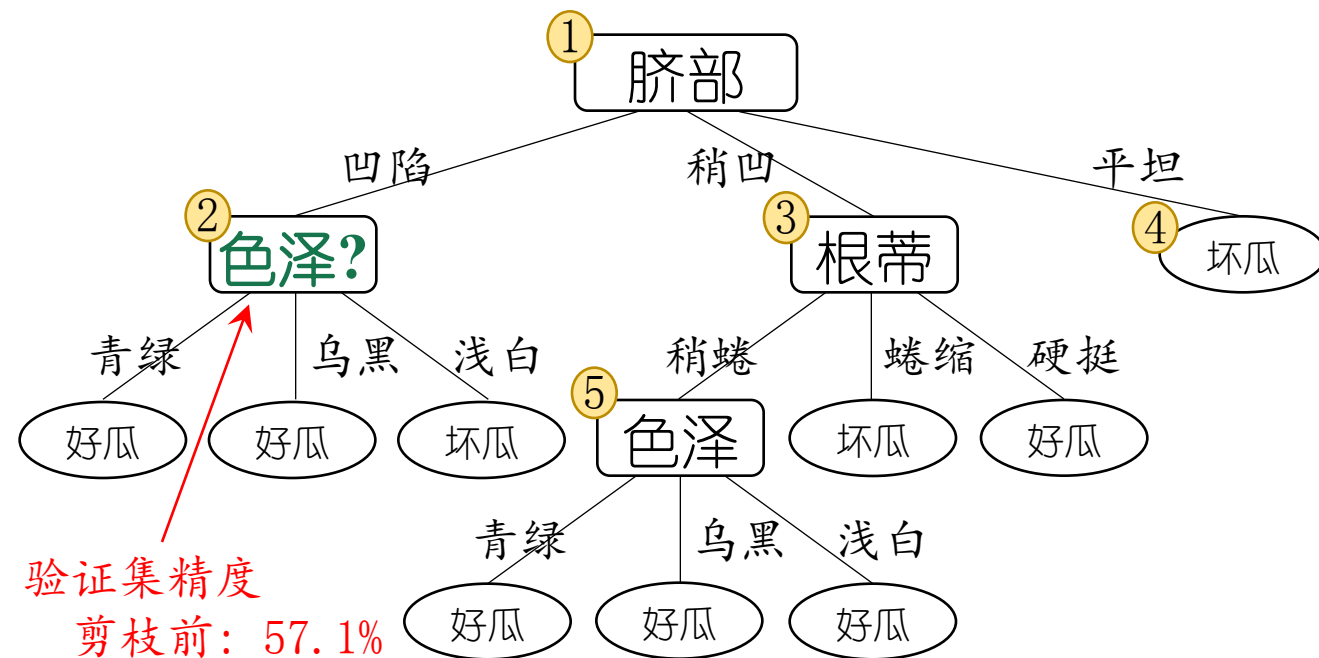 ①
脐部
凹陷
稍凹
平坦
②
色泽?
③
根蒂
④
坏瓜
青绿
乌黑
浅白
稍蜷
蜷缩
硬挺
好瓜
好瓜
坏瓜
⑤
色泽
坏瓜
好瓜
青绿
乌黑
浅白
验证集精度
剪枝前: 57.1%
好瓜
好瓜
好瓜